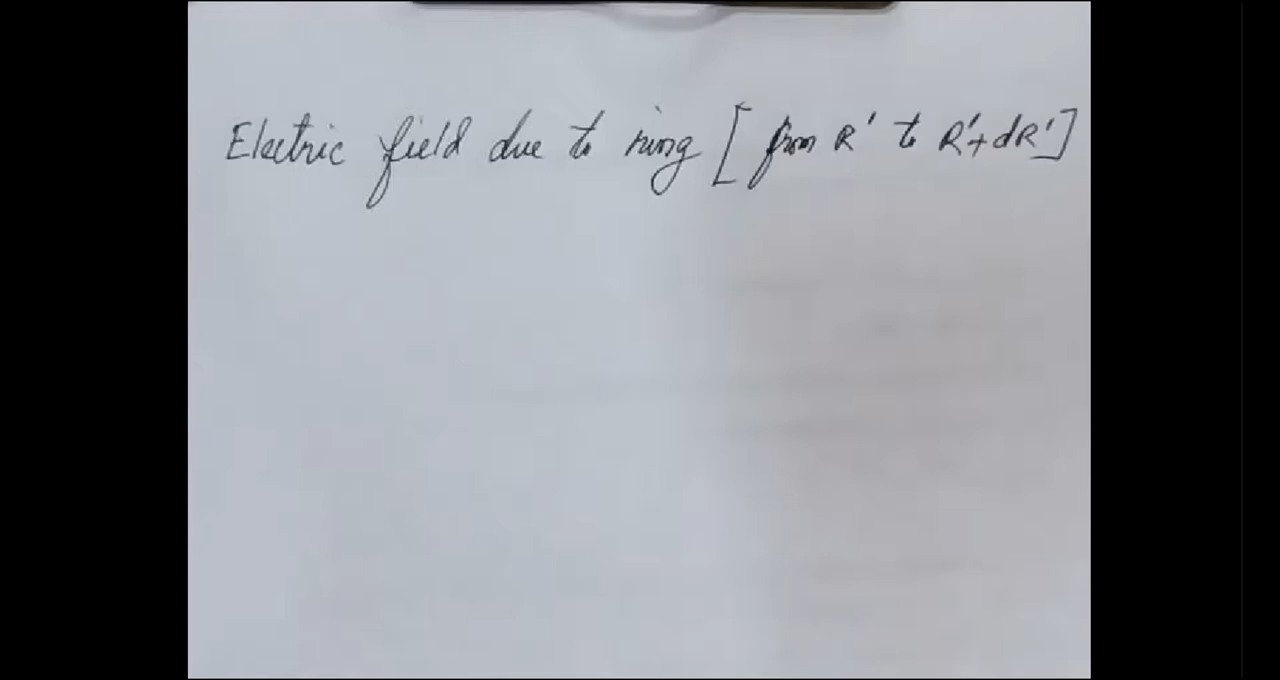 Electric field due to ring [from R' to R'+dR']